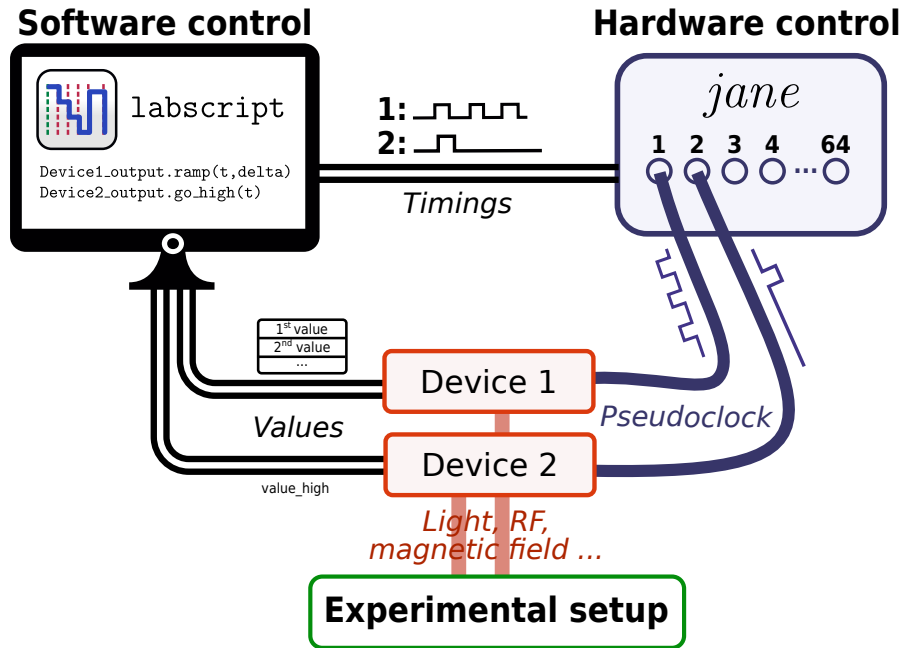 Software control
Hardware control
labscript
Device1_output.ramp(t,delta)
Device2_output.go_high(t)
1:
2:
Timings
jane
1 2 3 4 ... 64
1st value
2nd value
...
Values
value_high
Device 1
Device 2
Pseudoclock
Light, RF,
magnetic field ...
Experimental setup